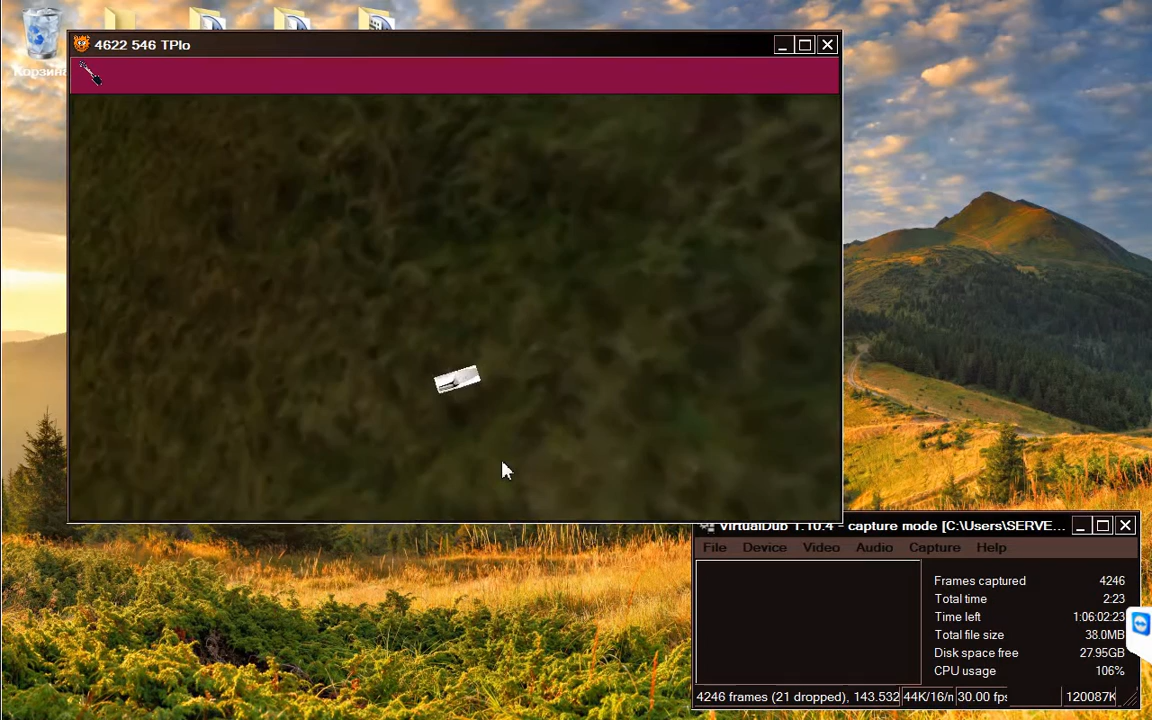 Корзина
4622 546 TPlo
VirtualDub 1.10.4 - capture mode [C:\Users\SERVE...
File Device Video Audio Capture Help
Frames captured 4246
Total time 2:23
Time left 1:06:02:23
Total file size 38.0MB
Disk space free 27.95GB
CPU usage 106%
4246 frames (21 dropped), 143.532 44K/16/ 30.00 fp 120087K